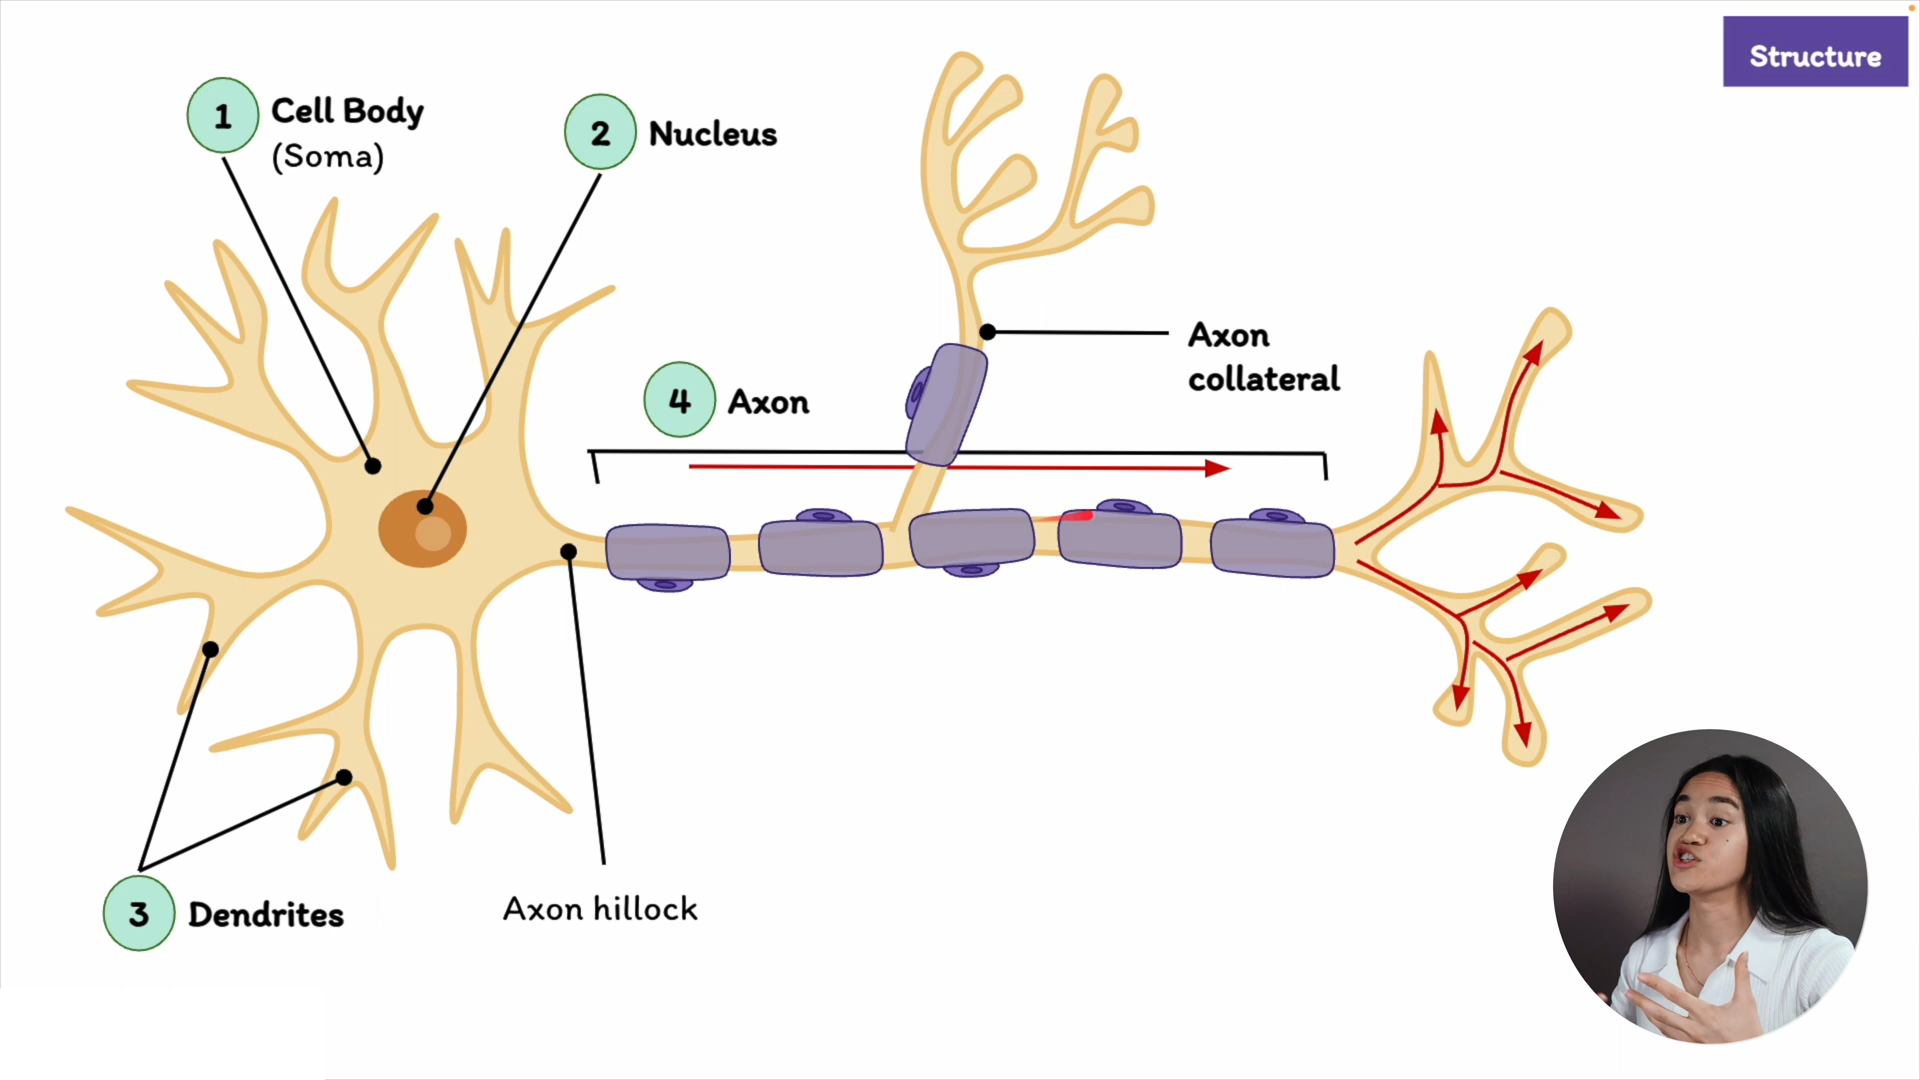 Structure
1
Cell Body
(Soma)
2
Nucleus
Axon
collateral
4
Axon
3
Dendrites
Axon hillock